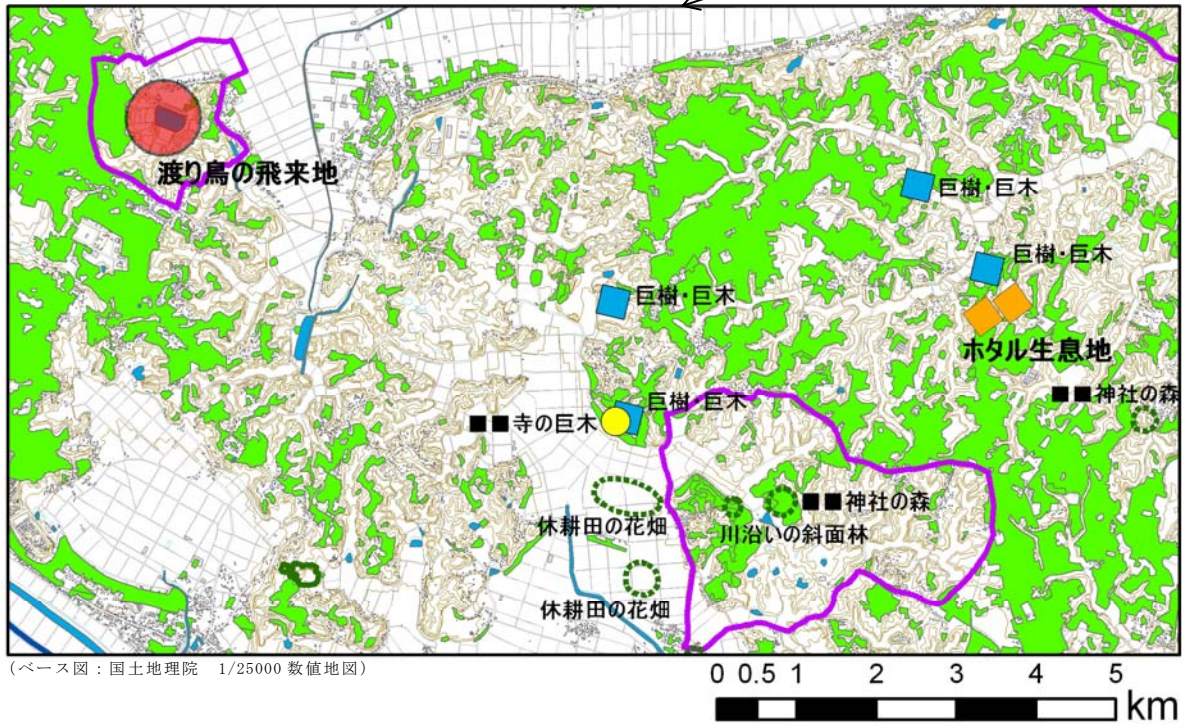 渡り鳥の飛来地
巨樹・巨木
巨樹・巨木
巨樹・巨木
ホタル生息地
■■神社の森
巨樹・巨木
■■寺の巨木
■■神社の森
休耕田の花畑
川沿いの斜面林
休耕田の花畑
(ベース図：国土地理院 1/25000 数値地図)
0 0.5 1 2 3 4 5
km